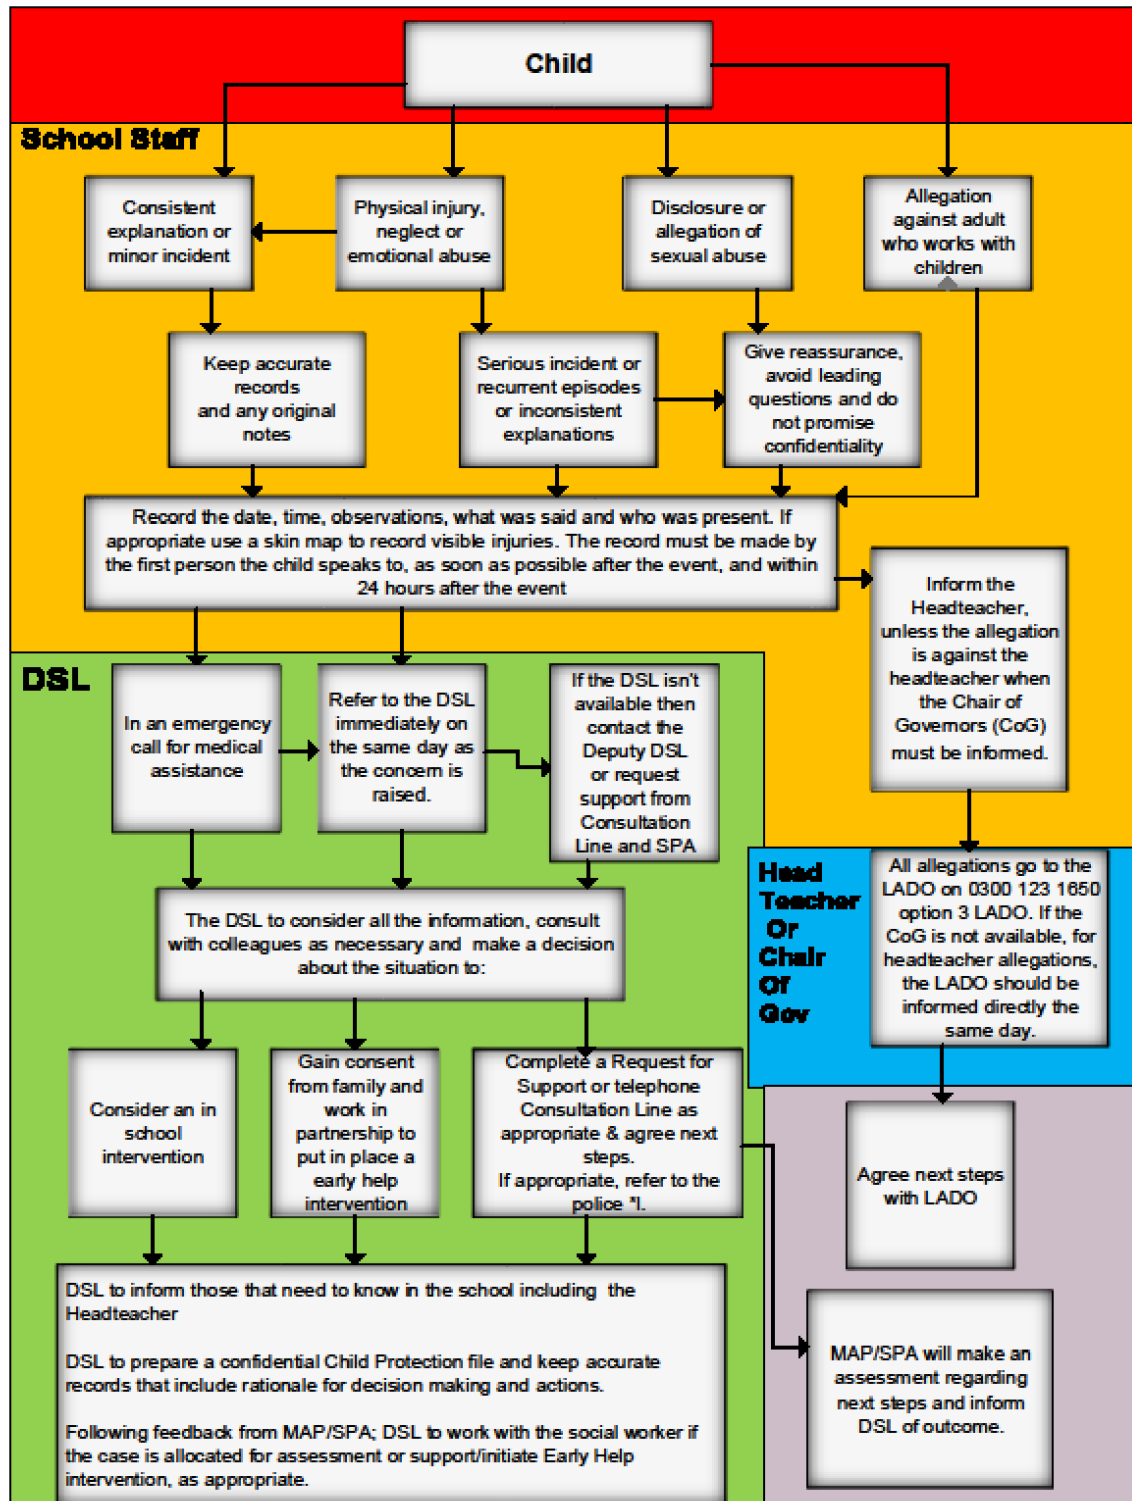 Child
School Staff
Consistent
explanation or
minor incident
Physical injury,
neglect or
emotional abuse
Disclosure or
allegation of
sexual abuse
Allegation
against adult
who works with
children
Keep accurate
records
and any original
notes
Serious incident or
recurrent episodes
or inconsistent
explanations
Give reassurance,
avoid leading
questions and do
not promise
confidentiality
Record the date, time, observations, what was said and who was present. If
appropriate use a skin map to record visible injuries. The record must be made by
the first person the child speaks to, as soon as possible after the event, and within
24 hours after the event
Inform the
Headteacher,
unless the allegation
is against the
headteacher when
the Chair of
Governors (CoG)
must be informed.
DSL
In an emergency
call for medical
assistance
Refer to the DSL
immediately on
the same day as
the concern is
raised.
If the DSL isn't
available then
contact the
Deputy DSL
or request
support from
Consultation
Line and SPA
Head
Teacher
Or
Chair
Of
Gov
All allegations go to the
LADO on 0300 123 1650
option 3 LADO. If the
CoG is not available, for
headteacher allegations,
the LADO should be
informed directly the
same day.
The DSL to consider all the information, consult
with colleagues as necessary and make a decision
about the situation to:
Consider an in
school
intervention
Gain consent
from family and
work in
partnership to
put in place a
early help
intervention
Complete a Request for
Support or telephone
Consultation Line as
appropriate & agree next
steps.
If appropriate, refer to the
police *I.
Agree next steps
with LADO
DSL to inform those that need to know in the school including the
Headteacher
DSL to prepare a confidential Child Protection file and keep accurate
records that include rationale for decision making and actions.
Following feedback from MAP/SPA; DSL to work with the social worker if
the case is allocated for assessment or support/initiate Early Help
intervention, as appropriate.
MAP/SPA will make an
assessment regarding
next steps and inform
DSL of outcome.